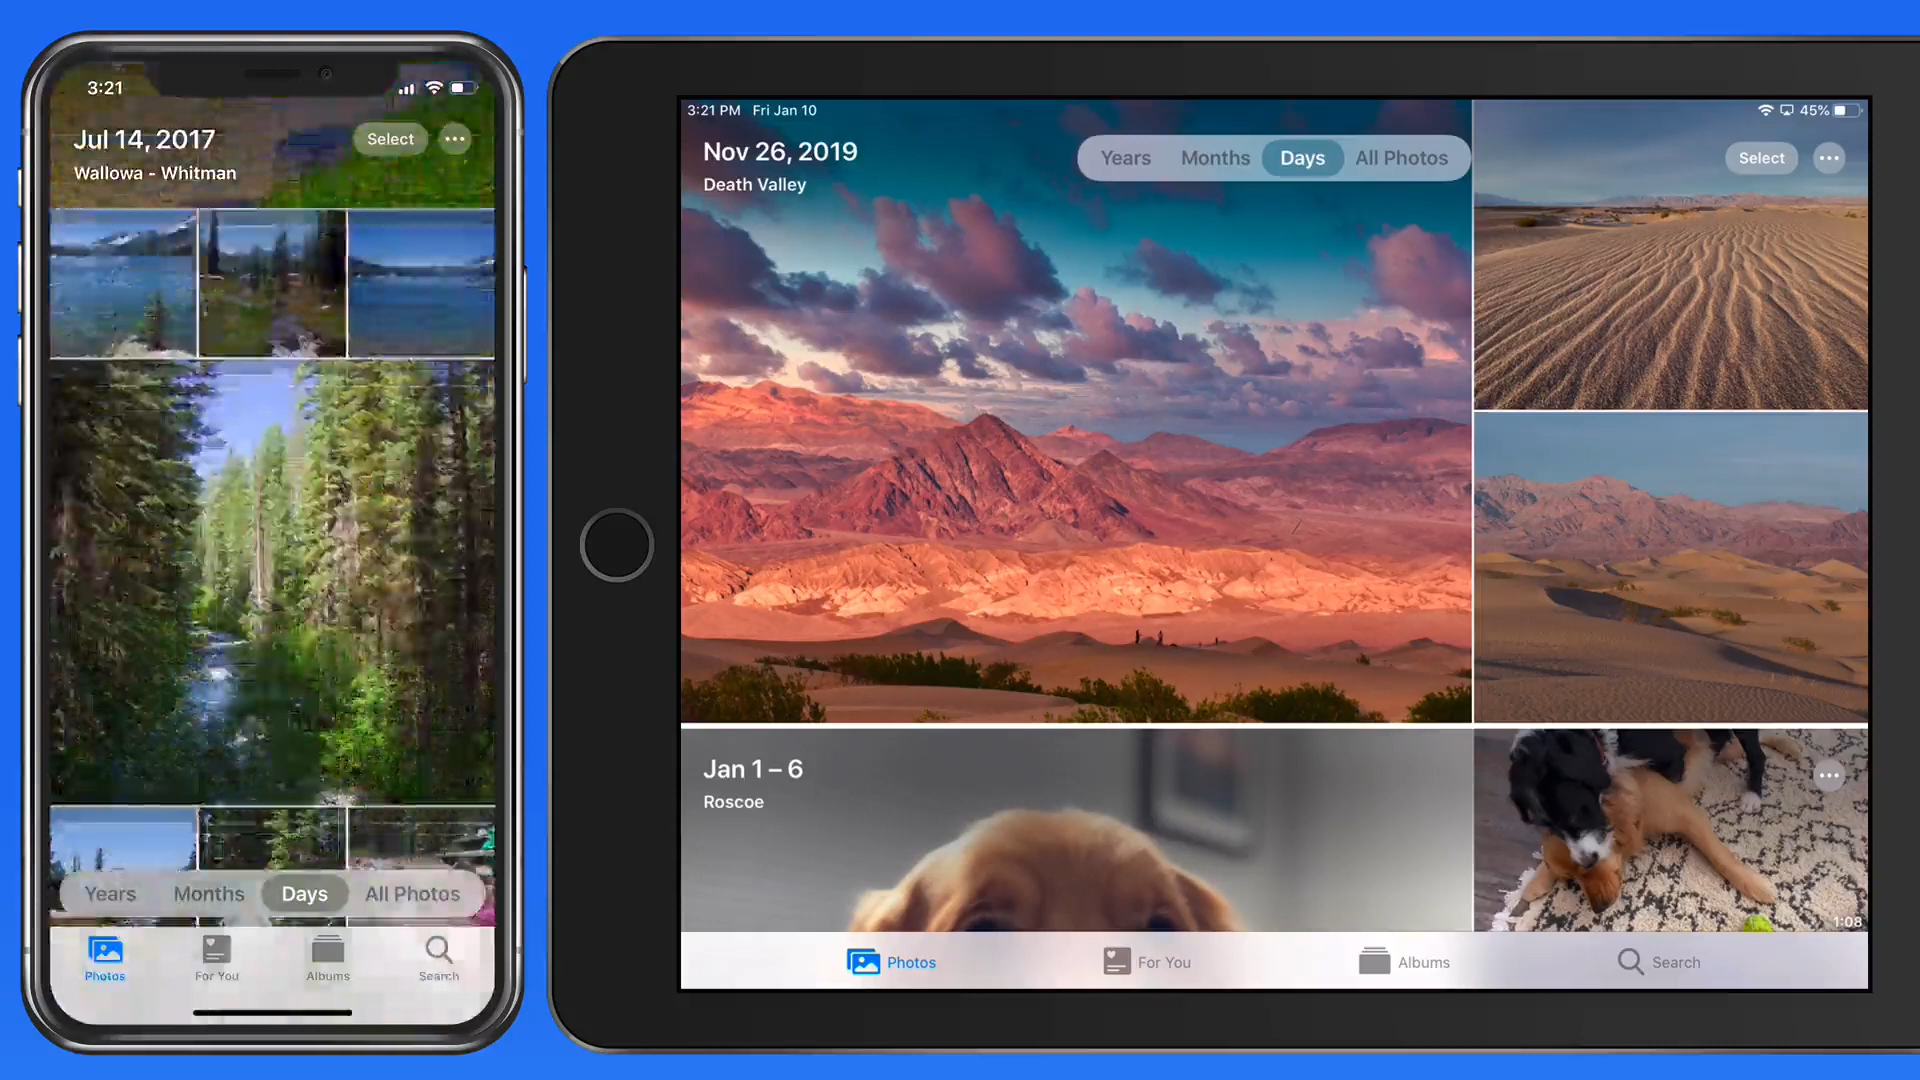 3:21
Jul 14, 2017
Select
Wallowa - Whitman
Years Months Days All Photos
Photos For You Albums Search
3:21 PM Fri Jan 10
45%
Nov 26, 2019
Death Valley
Years Months Days All Photos
Select
Jan 1 – 6
Roscoe
1:08
Photos For You Albums Search